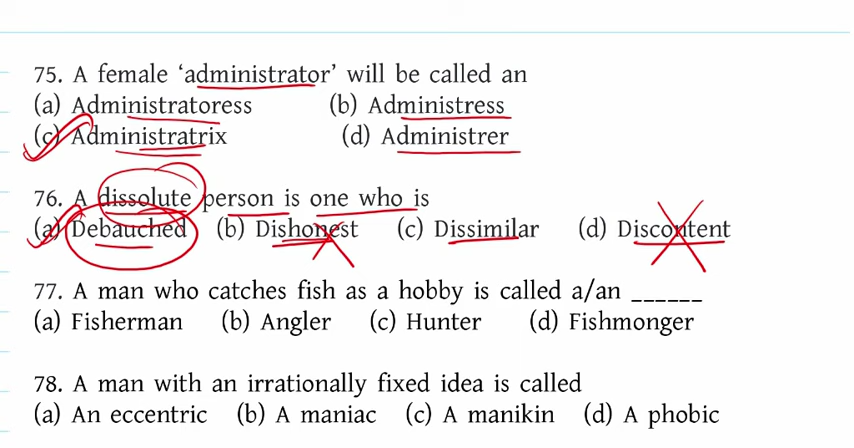 75. A female ‘administrator’ will be called an
(a) Administratoress (b) Administress
(c) Administratrix (d) Administrer
76. A dissolute person is one who is
(a) Debauched (b) Dishonest (c) Dissimilar (d) Discontent
77. A man who catches fish as a hobby is called a/an ______
(a) Fisherman (b) Angler (c) Hunter (d) Fishmonger
78. A man with an irrationally fixed idea is called
(a) An eccentric (b) A maniac (c) A manikin (d) A phobic